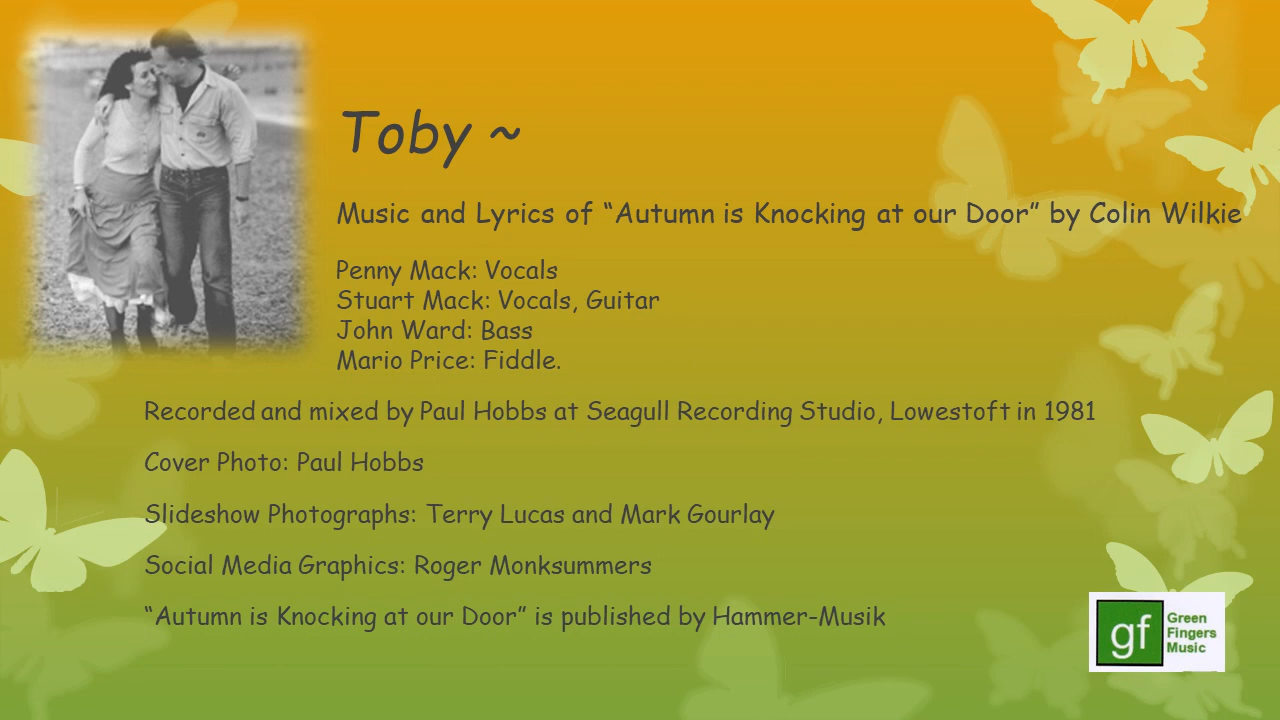 Toby ~
Music and Lyrics of “Autumn is Knocking at our Door” by Colin Wilkie
Penny Mack: Vocals
Stuart Mack: Vocals, Guitar
John Ward: Bass
Mario Price: Fiddle.
Recorded and mixed by Paul Hobbs at Seagull Recording Studio, Lowestoft in 1981
Cover Photo: Paul Hobbs
Slideshow Photographs: Terry Lucas and Mark Gourlay
Social Media Graphics: Roger Monksummers
“Autumn is Knocking at our Door” is published by Hammer-Musik
gf
Green
Fingers
Music